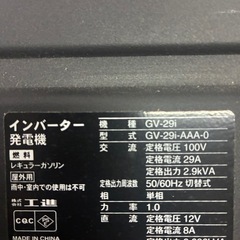 インバーター
発電機
燃料
レギュラーガソリン
屋外用
雨中・室内での使用は
CQC
MADE IN CHINA
機種 GV-29i
型式 GV-29i-AAA-0
交流 定格電圧 100V
定格電流 29A
定格出力 2.9kVA
定格出力周波数 50/60Hz 切替式
相数 単相
力率 1.0
直流 定格電圧 12V
定格電流 8A